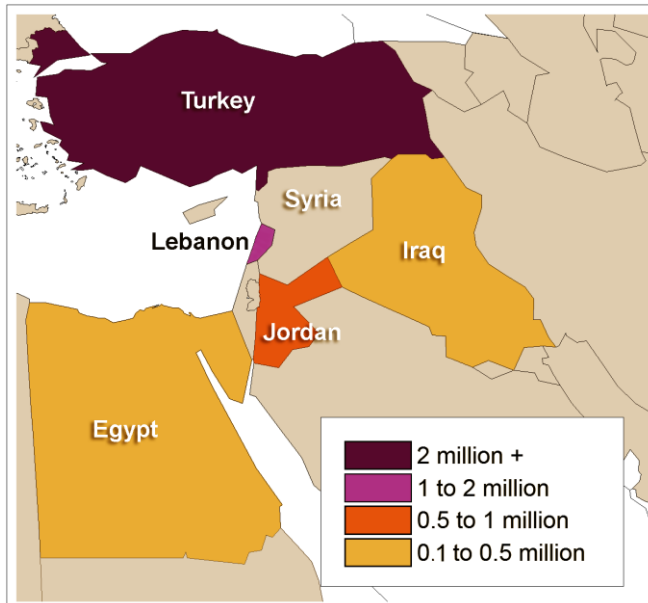 Turkey
Syria
Lebanon
Iraq
Jordan
Egypt
2 million +
1 to 2 million
0.5 to 1 million
0.1 to 0.5 million